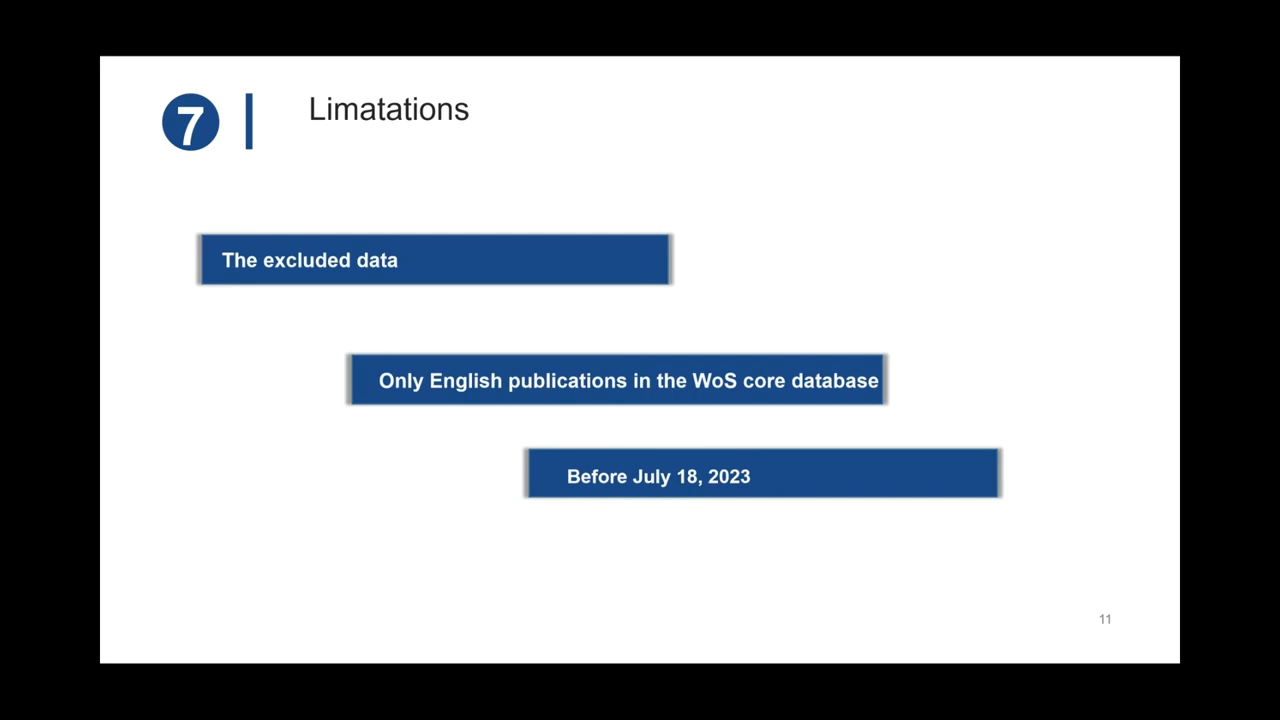 7
Limatations
The excluded data
Only English publications in the WoS core database
Before July 18, 2023
11